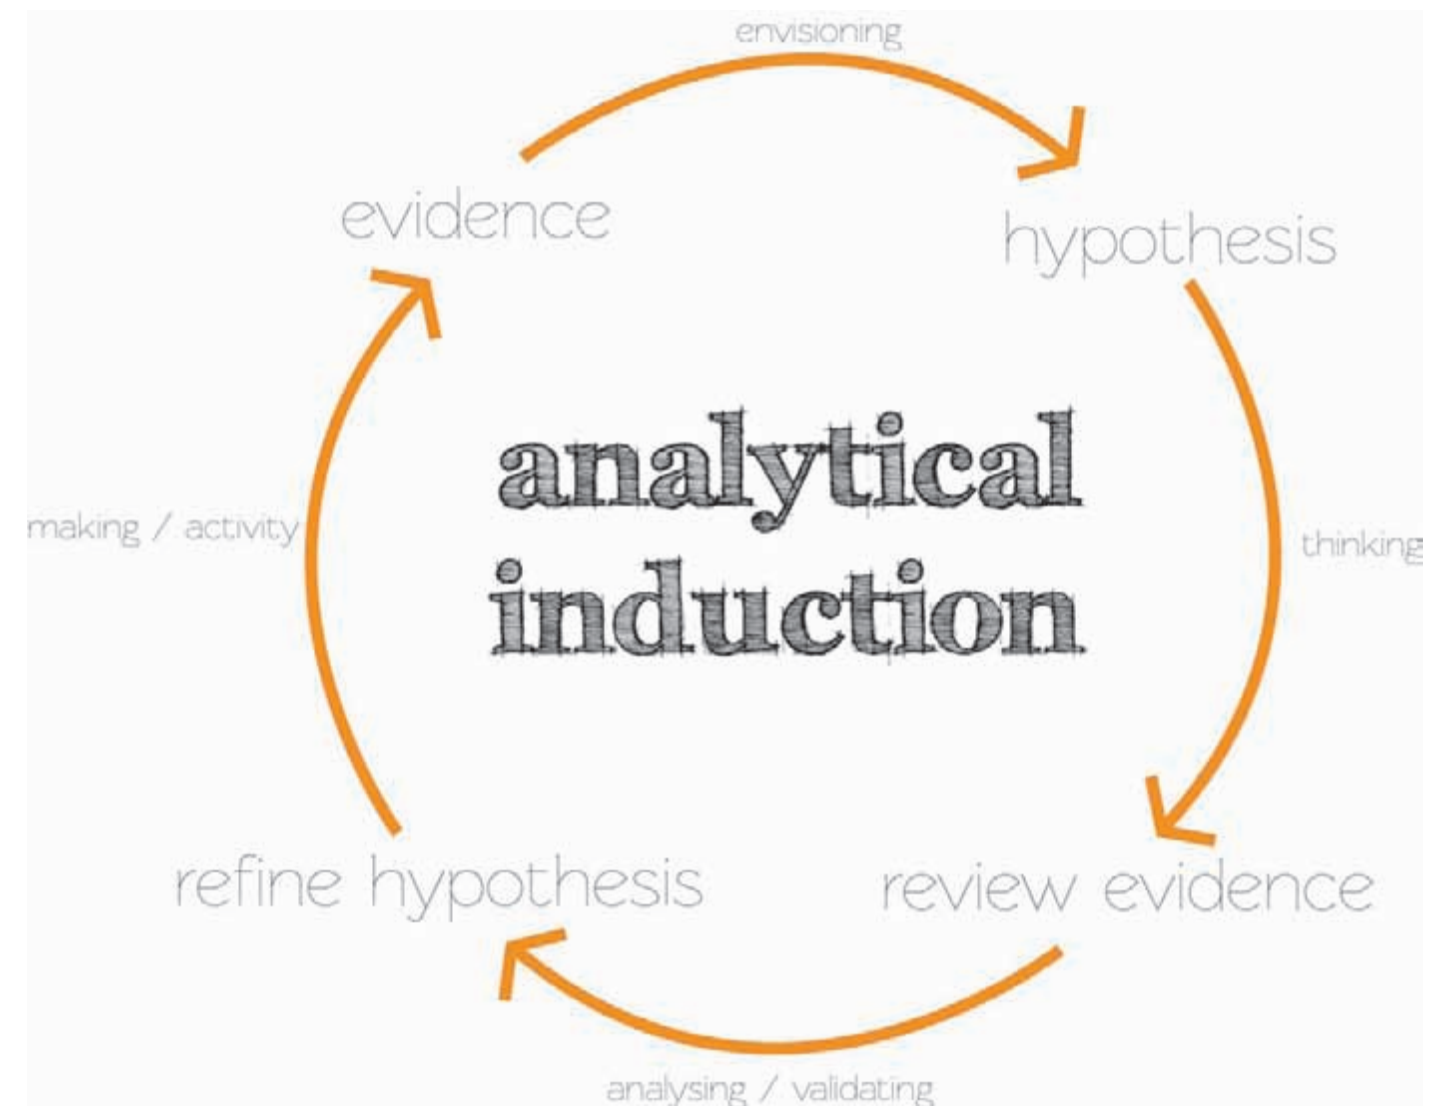 envisioning
evidence
hypothesis
analytical
induction
making / activity
thinking
refine hypothesis
review evidence
analysing / validating